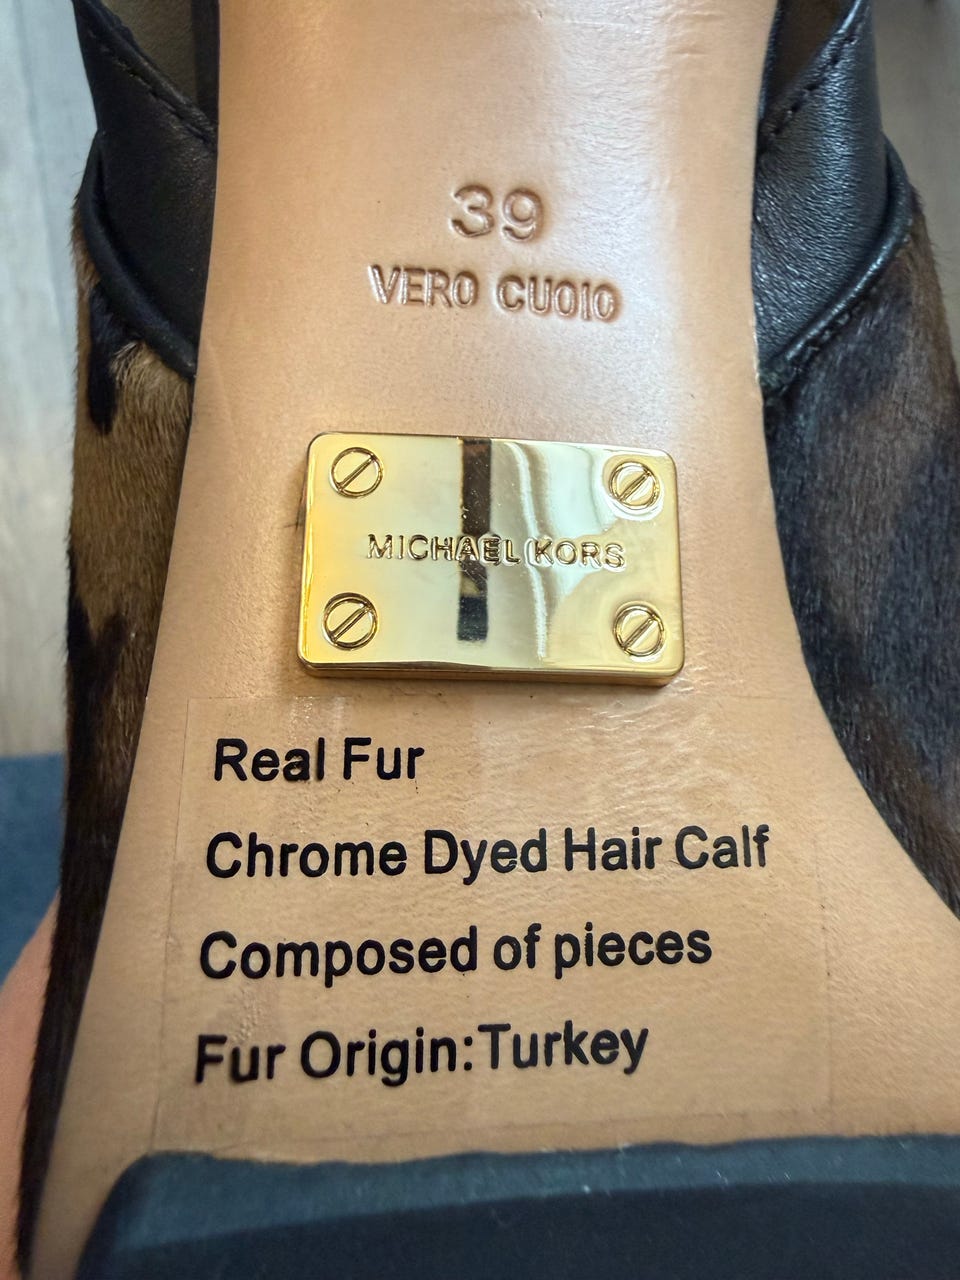 39
VERO CUOIO
MICHAEL KORS
Real Fur
Chrome Dyed Hair Calf
Composed of pieces
Fur Origin:Turkey